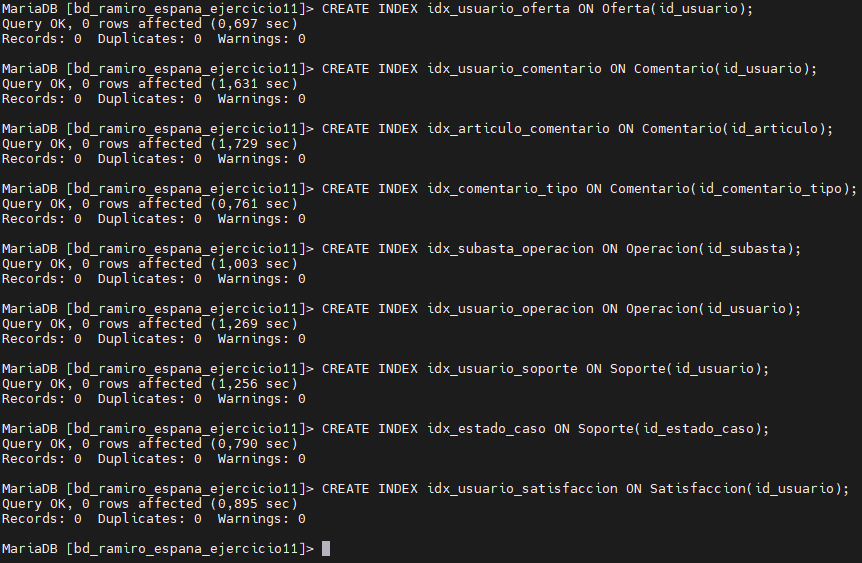 MariaDB [bd_ramiro_espana_ejercicio11]> CREATE INDEX idx_usuario_oferta ON Oferta(id_usuario);
Query OK, 0 rows affected (0,697 sec)
Records: 0  Duplicates: 0  Warnings: 0

MariaDB [bd_ramiro_espana_ejercicio11]> CREATE INDEX idx_usuario_comentario ON Comentario(id_usuario);
Query OK, 0 rows affected (1,631 sec)
Records: 0  Duplicates: 0  Warnings: 0

MariaDB [bd_ramiro_espana_ejercicio11]> CREATE INDEX idx_articulo_comentario ON Comentario(id_articulo);
Query OK, 0 rows affected (1,729 sec)
Records: 0  Duplicates: 0  Warnings: 0

MariaDB [bd_ramiro_espana_ejercicio11]> CREATE INDEX idx_comentario_tipo ON Comentario(id_comentario_tipo);
Query OK, 0 rows affected (0,761 sec)
Records: 0  Duplicates: 0  Warnings: 0

MariaDB [bd_ramiro_espana_ejercicio11]> CREATE INDEX idx_subasta_operacion ON Operacion(id_subasta);
Query OK, 0 rows affected (1,003 sec)
Records: 0  Duplicates: 0  Warnings: 0

MariaDB [bd_ramiro_espana_ejercicio11]> CREATE INDEX idx_usuario_operacion ON Operacion(id_usuario);
Query OK, 0 rows affected (1,269 sec)
Records: 0  Duplicates: 0  Warnings: 0

MariaDB [bd_ramiro_espana_ejercicio11]> CREATE INDEX idx_usuario_soporte ON Soporte(id_usuario);
Query OK, 0 rows affected (1,256 sec)
Records: 0  Duplicates: 0  Warnings: 0

MariaDB [bd_ramiro_espana_ejercicio11]> CREATE INDEX idx_estado_caso ON Soporte(id_estado_caso);
Query OK, 0 rows affected (0,790 sec)
Records: 0  Duplicates: 0  Warnings: 0

MariaDB [bd_ramiro_espana_ejercicio11]> CREATE INDEX idx_usuario_satisfaccion ON Satisfaccion(id_usuario);
Query OK, 0 rows affected (0,895 sec)
Records: 0  Duplicates: 0  Warnings: 0

MariaDB [bd_ramiro_espana_ejercicio11]>